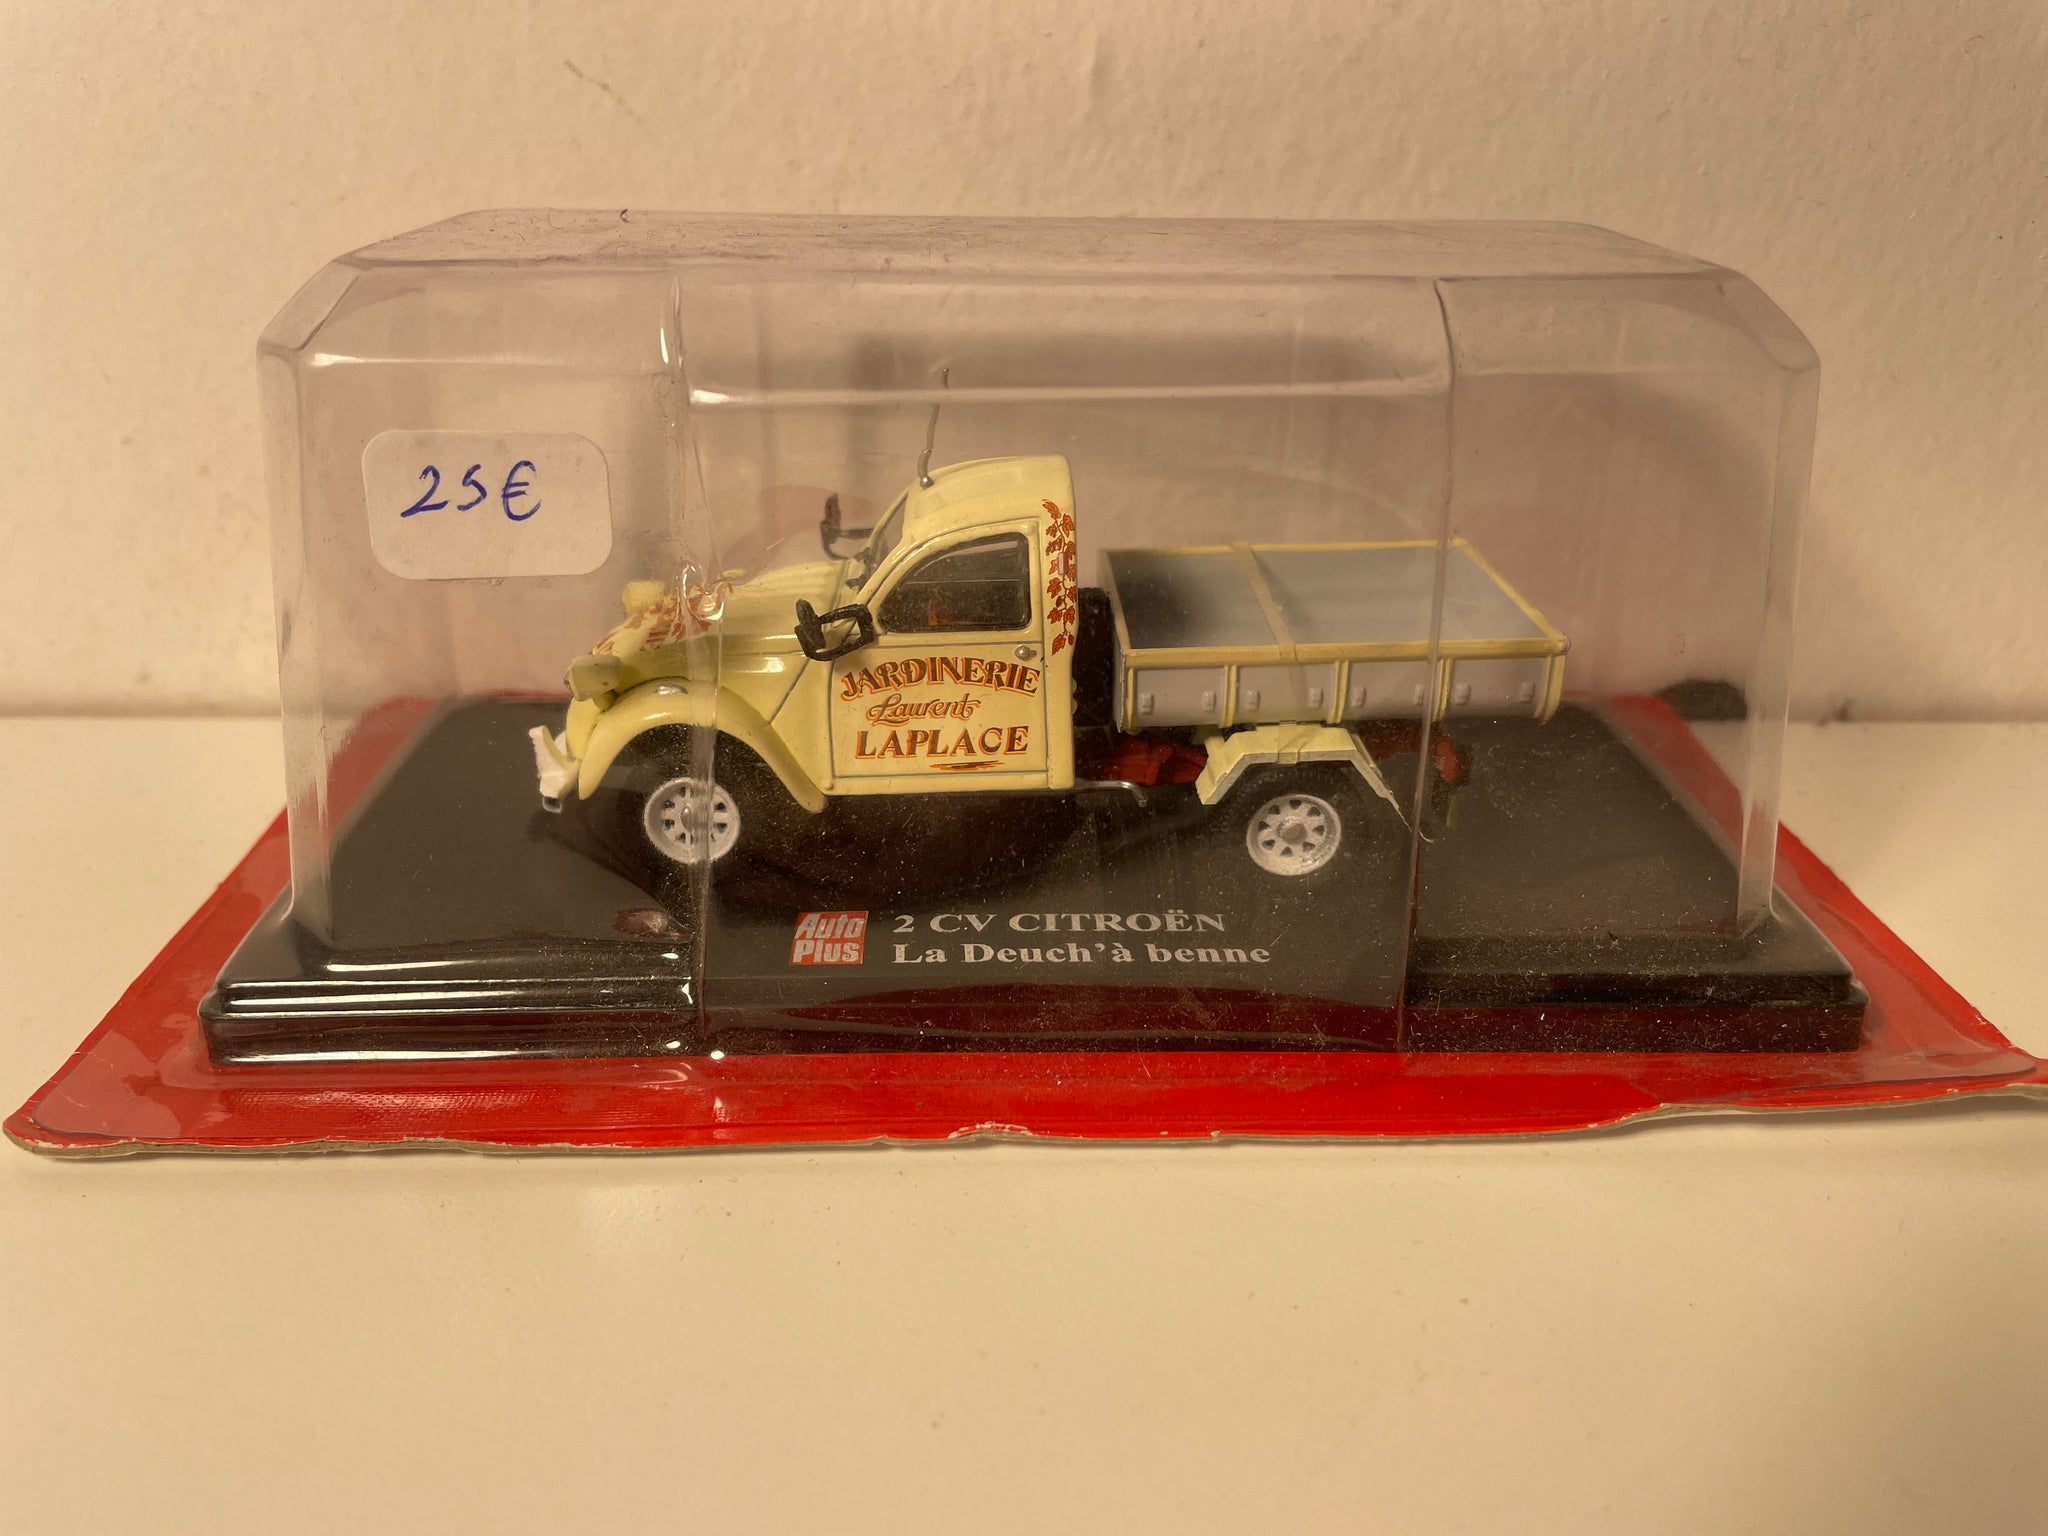 25€
JARDINERIE
Laurent
LAPLACE
Auto
Plus
2 CV CITROËN
La Deuch'à benne